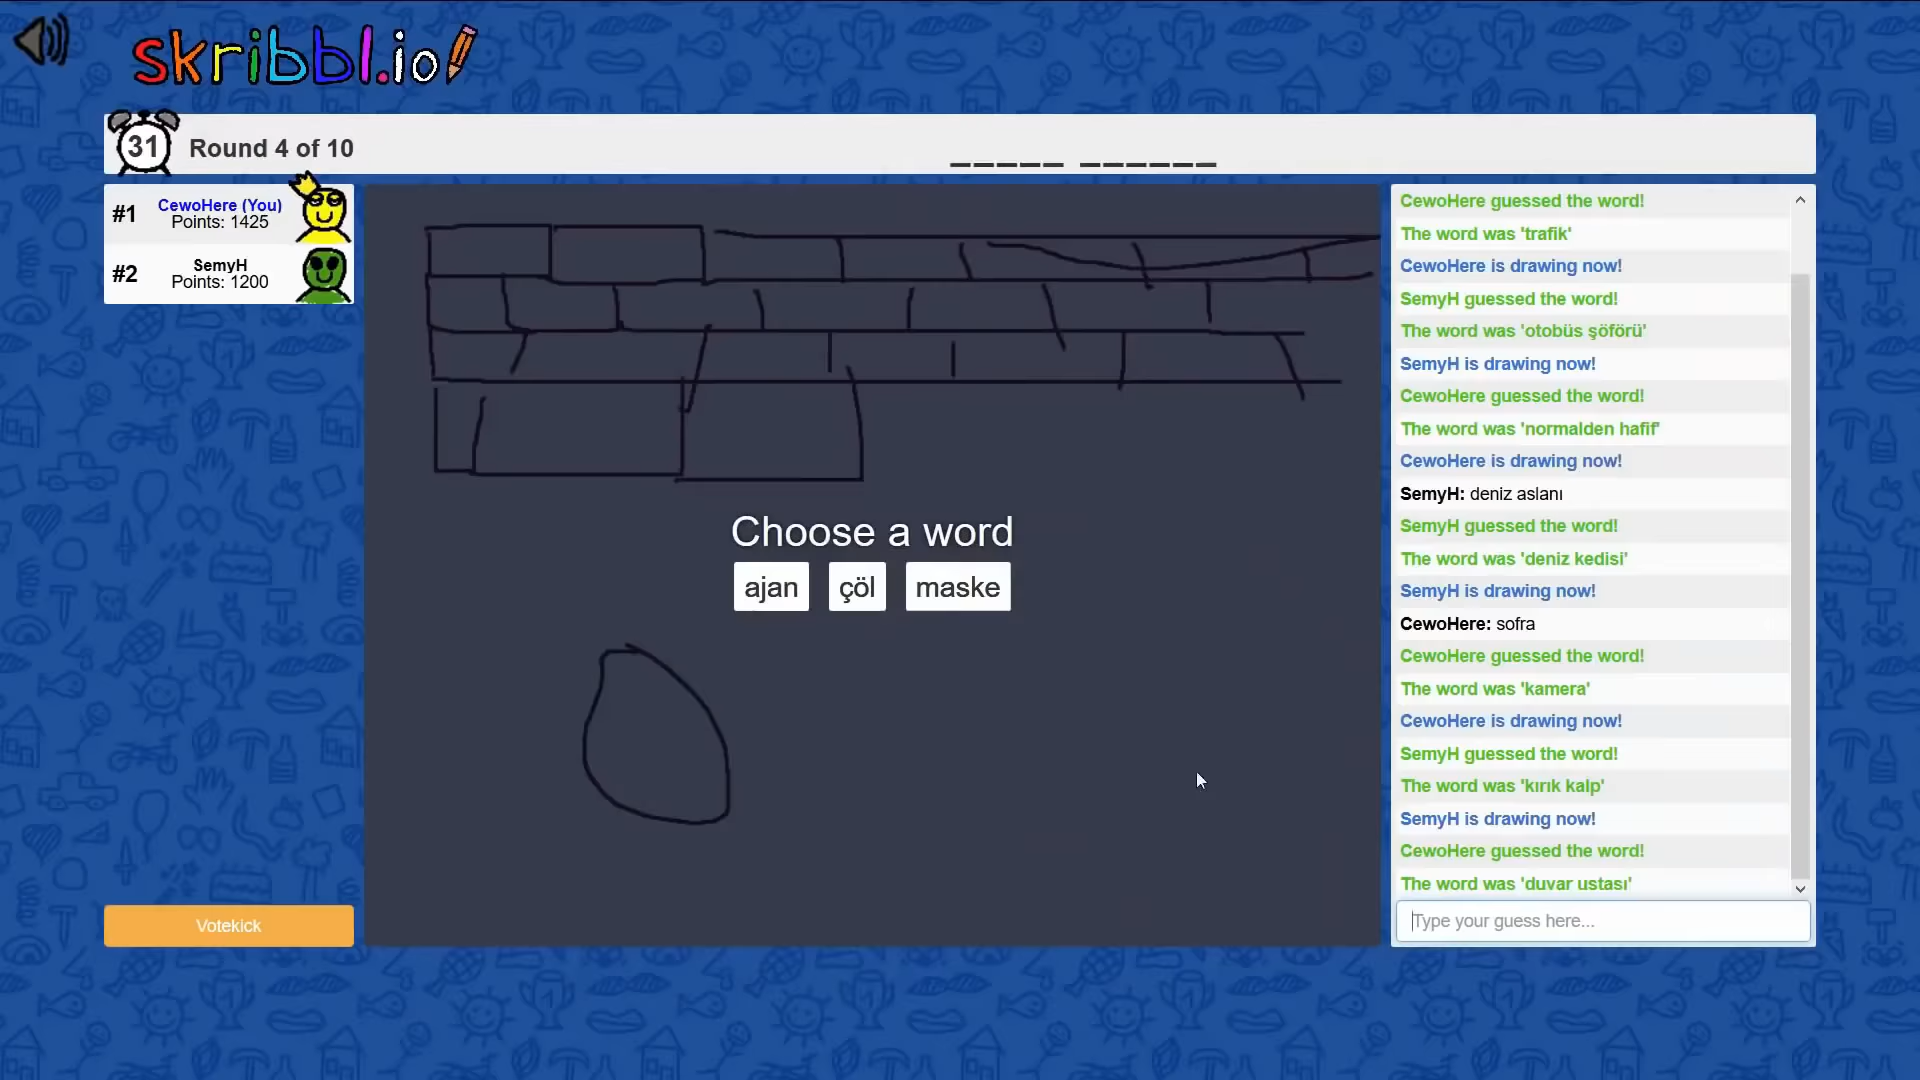 skribbl.io
31
Round 4 of 10
_____ ______
#1
CewoHere (You)
Points: 1425
#2
SemyH
Points: 1200
Choose a word
ajan
çöl
maske
CewoHere guessed the word!
The word was 'trafik'
CewoHere is drawing now!
SemyH guessed the word!
The word was 'otobüs şöförü'
SemyH is drawing now!
CewoHere guessed the word!
The word was 'normalden hafif'
CewoHere is drawing now!
SemyH: deniz aslanı
SemyH guessed the word!
The word was 'deniz kedisi'
SemyH is drawing now!
CewoHere: sofra
CewoHere guessed the word!
The word was 'kamera'
CewoHere is drawing now!
SemyH guessed the word!
The word was 'kırık kalp'
SemyH is drawing now!
CewoHere guessed the word!
The word was 'duvar ustası'
Votekick
Type your guess here...